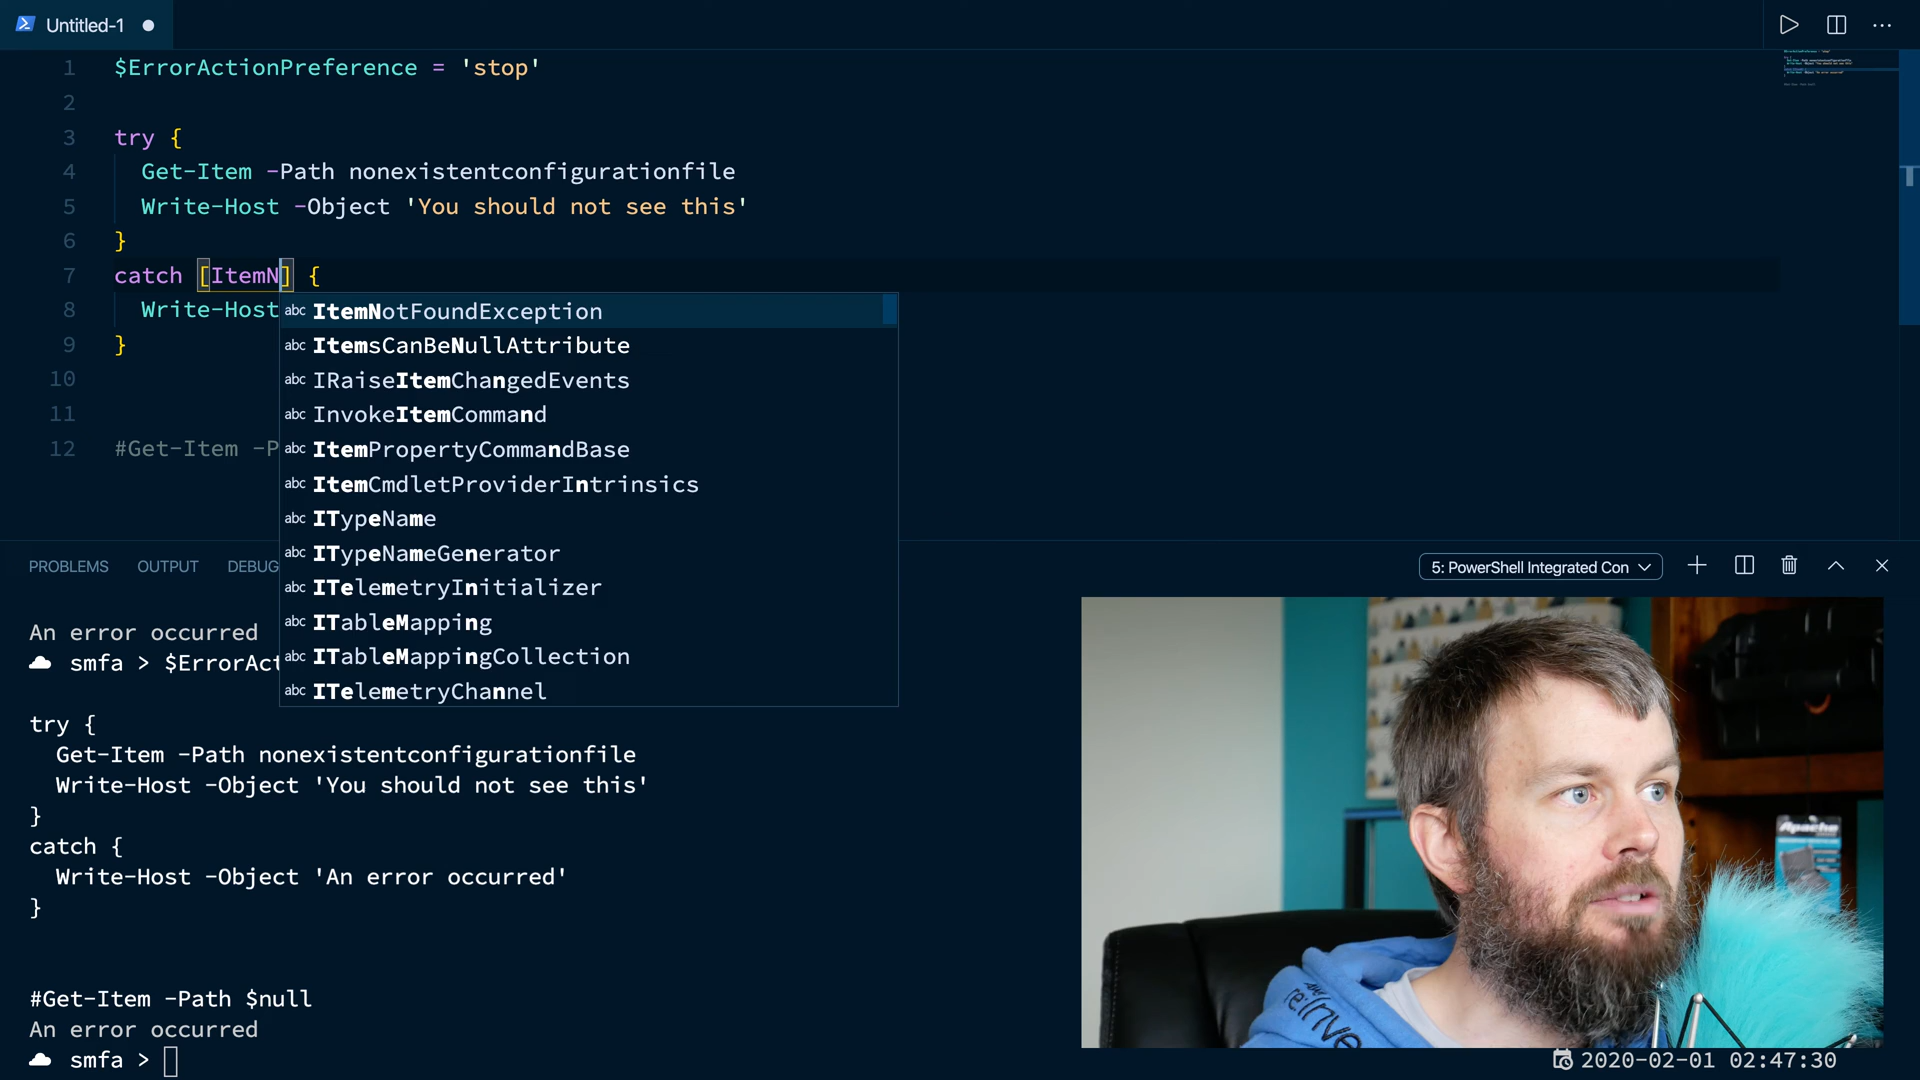 Untitled-1
1 $ErrorActionPreference = 'stop'
2
3 try {
4 Get-Item -Path nonexistentconfigurationfile
5 Write-Host -Object 'You should not see this'
6 }
7 catch [ItemN] {
8 Write-Host
9 }
10
11
12 #Get-Item -P
abc ItemNotFoundException
abc ItemsCanBeNullAttribute
abc IRaiseItemChangedEvents
abc InvokeItemCommand
abc ItemPropertyCommandBase
abc ItemCmdletProviderIntrinsics
abc ITypeName
abc ITypeNameGenerator
abc ITelemetryInitializer
abc ITableMapping
abc ITableMappingCollection
abc ITelemetryChannel
PROBLEMS OUTPUT DEBUG 5: PowerShell Integrated Con
An error occurred
smfa > $ErrorAct
try {
Get-Item -Path nonexistentconfigurationfile
Write-Host -Object 'You should not see this'
}
catch {
Write-Host -Object 'An error occurred'
}
#Get-Item -Path $null
An error occurred
smfa >
Apache
re:Inve
2020-02-01 02:47:30